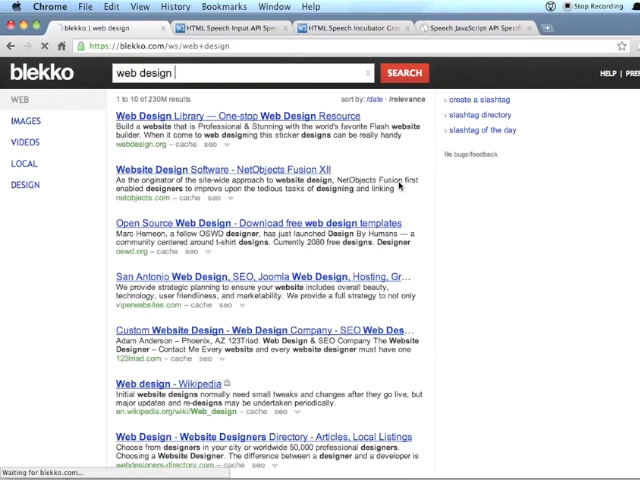 Chrome File Edit View History Bookmarks Window Help Stop Recording
blekko | web design HTML Speech Input API Spec HTML Speech Incubator Gro Speech JavaScript API Speci
https://blekko.com/ws/web+design
blekko web design SEARCH HELP | PRE
WEB
IMAGES
VIDEOS
LOCAL
DESIGN
1 to 10 of 230M results sort by: /date · /relevance
Web Design Library — One-stop Web Design Resource
Build a website that is Professional & Stunning with the world's favorite Flash website
builder. When it come to web designing this sticker designs can be really handy
webdesign.org – cache seo
Website Design Software - NetObjects Fusion XII
As the originator of the site-wide approach to website design, NetObjects Fusion first
enabled designers to improve upon the tedious tasks of designing and linking
netobjects.com – cache
Open Source Web Design - Download free web design templates
Marc Hemeon, a fellow OSWD designer, has just launched Design By Humans — a
community centered around t-shirt designs. Currently 2080 free designs. Designer
oswd.org – cache seo
San Antonio Web Design, SEO, Joomla Web Design, Hosting, Gr…
We provide strategic planning to ensure your website includes overall beauty,
technology, user friendliness, and marketability. We provide a full strategy to not only
viperwebsites.com – cache seo
Custom Website Design - Web Design Company - SEO Web Des…
Adam Anderson – Phoenix, AZ 123Triad: Web Design & SEO Company The Website
Designer – Contact Me Every website and every website designer must have one
123triad.com – cache seo
Web design - Wikipedia
Initial website designs normally need small tweaks and changes after they go live, but
major updates and re-designs may be undertaken periodically.
en.wikipedia.org/wiki/Web_design – cache seo
Web Design - Website Designers Directory - Articles, Local Listings
Choose from designers in your city or worldwide 50,000 professional designers.
Choosing a Website Designer. The difference between a designer and a developer is
webdesigners-directory.com – cache seo
create a slashtag
slashtag directory
slashtag of the day
file bugs/feedback
Waiting for blekko.com...